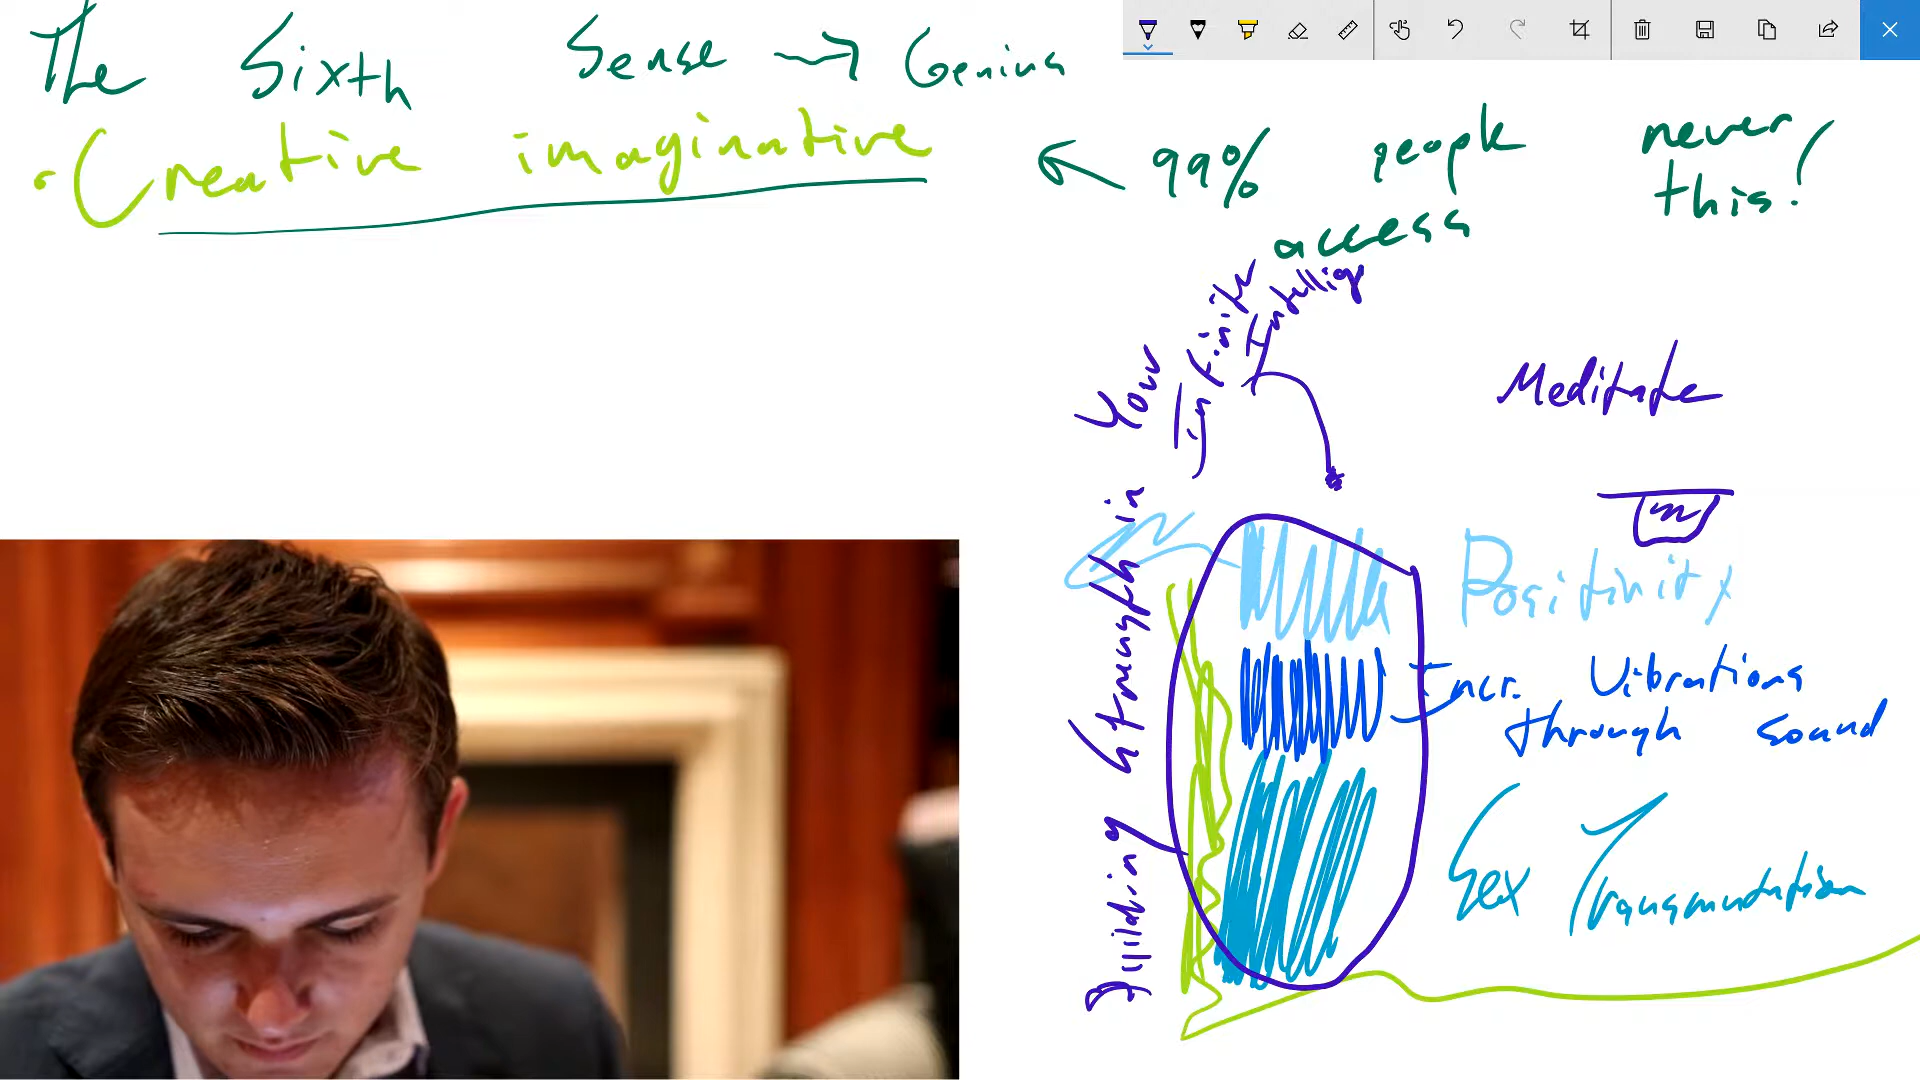 The Sixth Sense → Genius
• Creative imaginative
← 99% people never
access this!
Infinite
Intellig
Building Strength in Your
Meditate
Positivity
Incr. Vibrations
through sound
Sex Transmutation